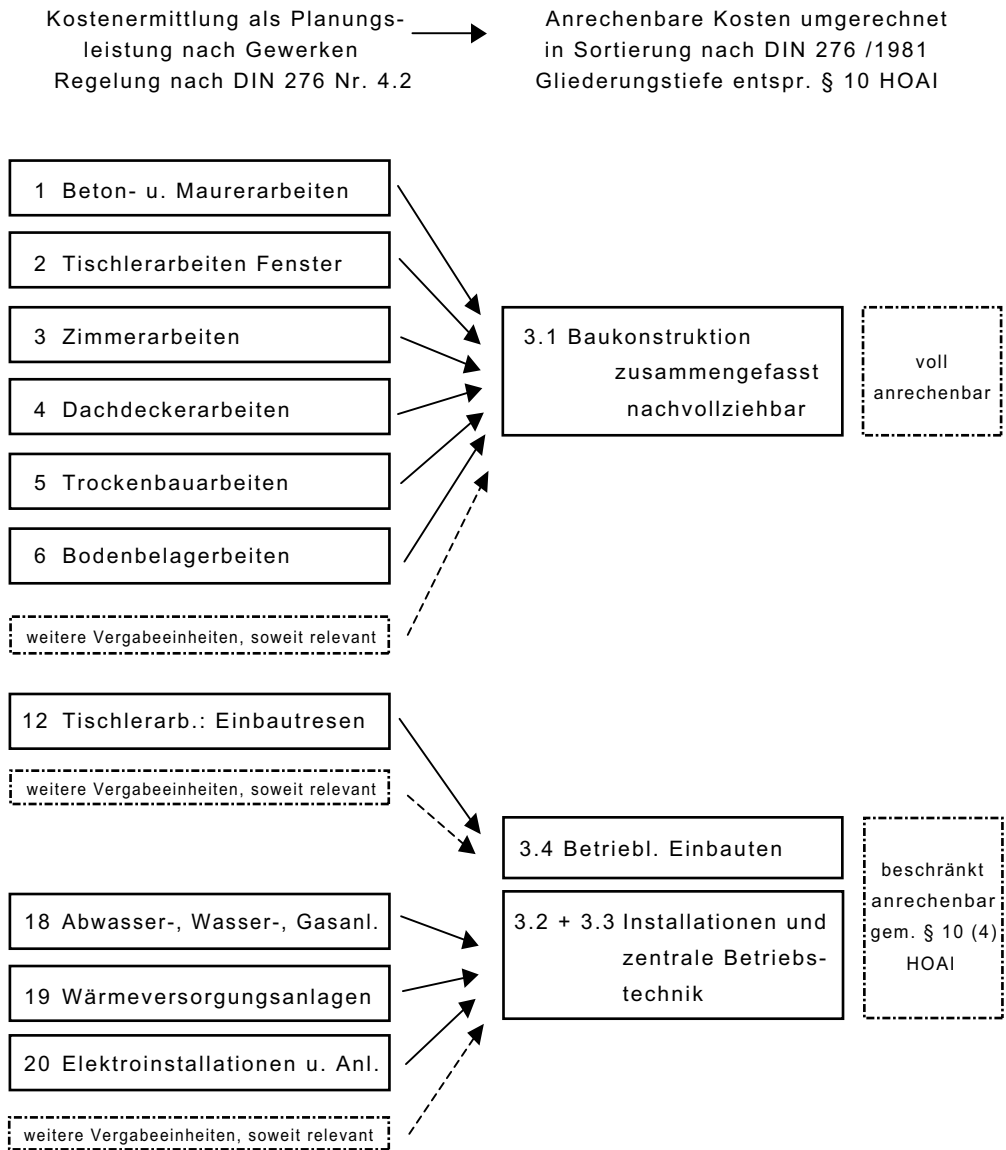 Kostenermittlung als Planungs-
leistung nach Gewerken
Regelung nach DIN 276 Nr. 4.2
Anrechenbare Kosten umgerechnet
in Sortierung nach DIN 276 /1981
Gliederungstiefe entspr. § 10 HOAI
1 Beton- u. Maurerarbeiten
2 Tischlerarbeiten Fenster
3 Zimmerarbeiten
4 Dachdeckerarbeiten
5 Trockenbauarbeiten
6 Bodenbelagerbeiten
weitere Vergabeeinheiten, soweit relevant
3.1 Baukonstruktion
zusammengefasst
nachvollziehbar
voll
anrechenbar
12 Tischlerarb.: Einbautresen
weitere Vergabeeinheiten, soweit relevant
3.4 Betriebl. Einbauten
18 Abwasser-, Wasser-, Gasanl.
19 Wärmeversorgungsanlagen
20 Elektroinstallationen u. Anl.
weitere Vergabeeinheiten, soweit relevant
3.2 + 3.3 Installationen und
zentrale Betriebs-
technik
beschränkt
anrechenbar
gem. § 10 (4)
HOAI